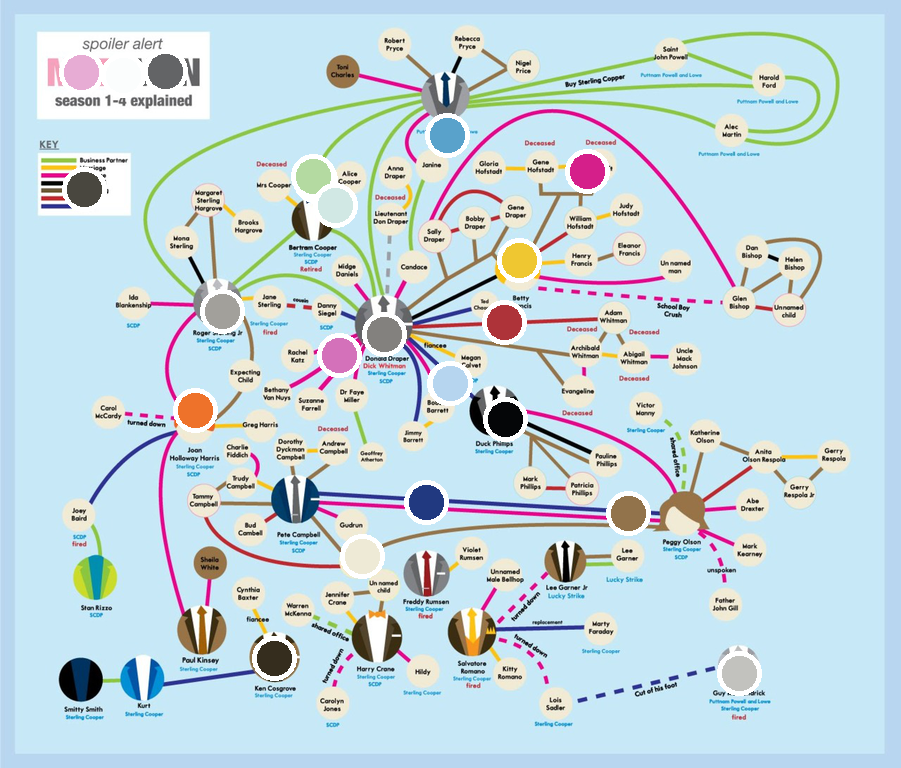 spoiler alert
season 1-4 explained
KEY
Business Partner
Robert
Pryce
Rebecca
Pryce
Nigel
Price
Toni
Charles
Saint
John Powell
Puttnam Powell and Lowe
Buy Sterling Copper
Harold
Ford
Puttnam Powell and Lowe
Alec
Martin
Puttnam Powell and Lowe
Janine
Deceased
Mrs Cooper
Alice
Cooper
Anna
Draper
Deceased
Lieutenant
Don Draper
Gloria
Hofstadt
Deceased
Gene
Hofstadt
Deceased
Margaret
Sterling
Hargrove
Brooks
Hargrove
Mona
Sterling
Bertram Cooper
Sterling Cooper
SCDP
Retired
Sally
Draper
Bobby
Draper
Gene
Draper
William
Hofstadt
Judy
Hofstadt
Henry
Francis
Eleanor
Francis
Un named
man
Dan
Bishop
Helen
Bishop
Glen
Bishop
Unnamed
child
School Boy
Crush
Midge
Daniels
Candace
Ida
Blankenship
SCDP
Sterling Cooper
SCDP
Jane
Sterling
Sterling Cooper
fired
cousin
Danny
Siegel
SCDP
Betty
Ted
Donald Draper
Dick Whitman
Sterling Cooper
SCDP
fiancee
Megan
Adam
Whitman
Deceased
Deceased
Archibald
Whitman
Abigail
Whitman
Deceased
Uncle
Mack
Johnson
Evangeline
Deceased
Rachel
Katz
Expecting
Child
Bethany
Van Nuys
Suzanne
Farrell
Dr Faye
Miller
Barrett
Jimmy
Barrett
Geoffrey
Atherton
Carol
McCardy
turned down
Joan
Holloway Harris
Sterling Cooper
SCDP
Greg Harris
Duck Phillips
Sterling Cooper
Pauline
Phillips
Mark
Phillips
Patricia
Phillips
Victor
Manny
Sterling Cooper
shared office
Katherine
Olson
Anita
Olson Respola
Gerry
Respola
Gerry
Respola Jr
Abe
Drexter
Mark
Kearney
unspoken
Father
John Gill
Peggy Olson
Sterling Cooper
SCDP
Charlie
Fiddich
Deceased
Dorothy
Dyckman
Campbell
Andrew
Campbell
Trudy
Campbell
Tammy
Campbell
Bud
Campbell
Pete Campbell
Sterling Cooper
SCDP
Gudrun
Joey
Baird
SCDP
fired
Stan Rizzo
SCDP
Sheila
White
Paul Kinsey
Sterling Cooper
Cynthia
Baxter
fiancee
Ken Cosgrove
Sterling Cooper
SCDP
Smitty Smith
Sterling Cooper
Kurt
Sterling Cooper
Warren
McKenna
shared office
Jennifer
Crane
Un named
child
Harry Crane
Sterling Cooper
SCDP
turned down
Carolyn
Jones
SCDP
Hildy
Sterling Cooper
Freddy Rumsen
Sterling Cooper
fired
Violet
Rumsen
Unnamed
Male Bellhop
turned down
Lee Garner Jr
Lucky Strike
Lee
Garner
Lucky Strike
Salvatore
Romano
Sterling Cooper
fired
replacement
Marty
Faraday
Sterling Cooper
turned down
Kitty
Romano
Lois
Sadler
Sterling Cooper
Cut of his foot
Puttnam Powell and Lowe
Sterling Cooper
fired